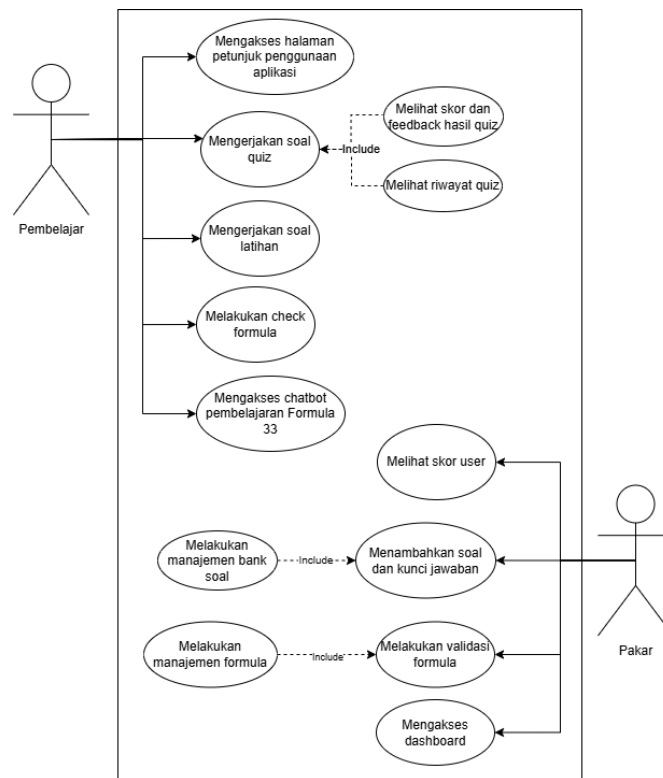 Mengakses halaman
petunjuk penggunaan
aplikasi
Pembelajar
Mengerjakan soal
quiz
Include
Melihat skor dan
feedback hasil quiz
Melihat riwayat quiz
Mengerjakan soal
latihan
Melakukan check
formula
Mengakses chatbot
pembelajaran Formula
33
Melihat skor user
Melakukan
manajemen bank
soal
Include
Menambahkan soal
dan kunci jawaban
Melakukan
manajemen formula
Include
Melakukan validasi
formula
Pakar
Mengakses
dashboard